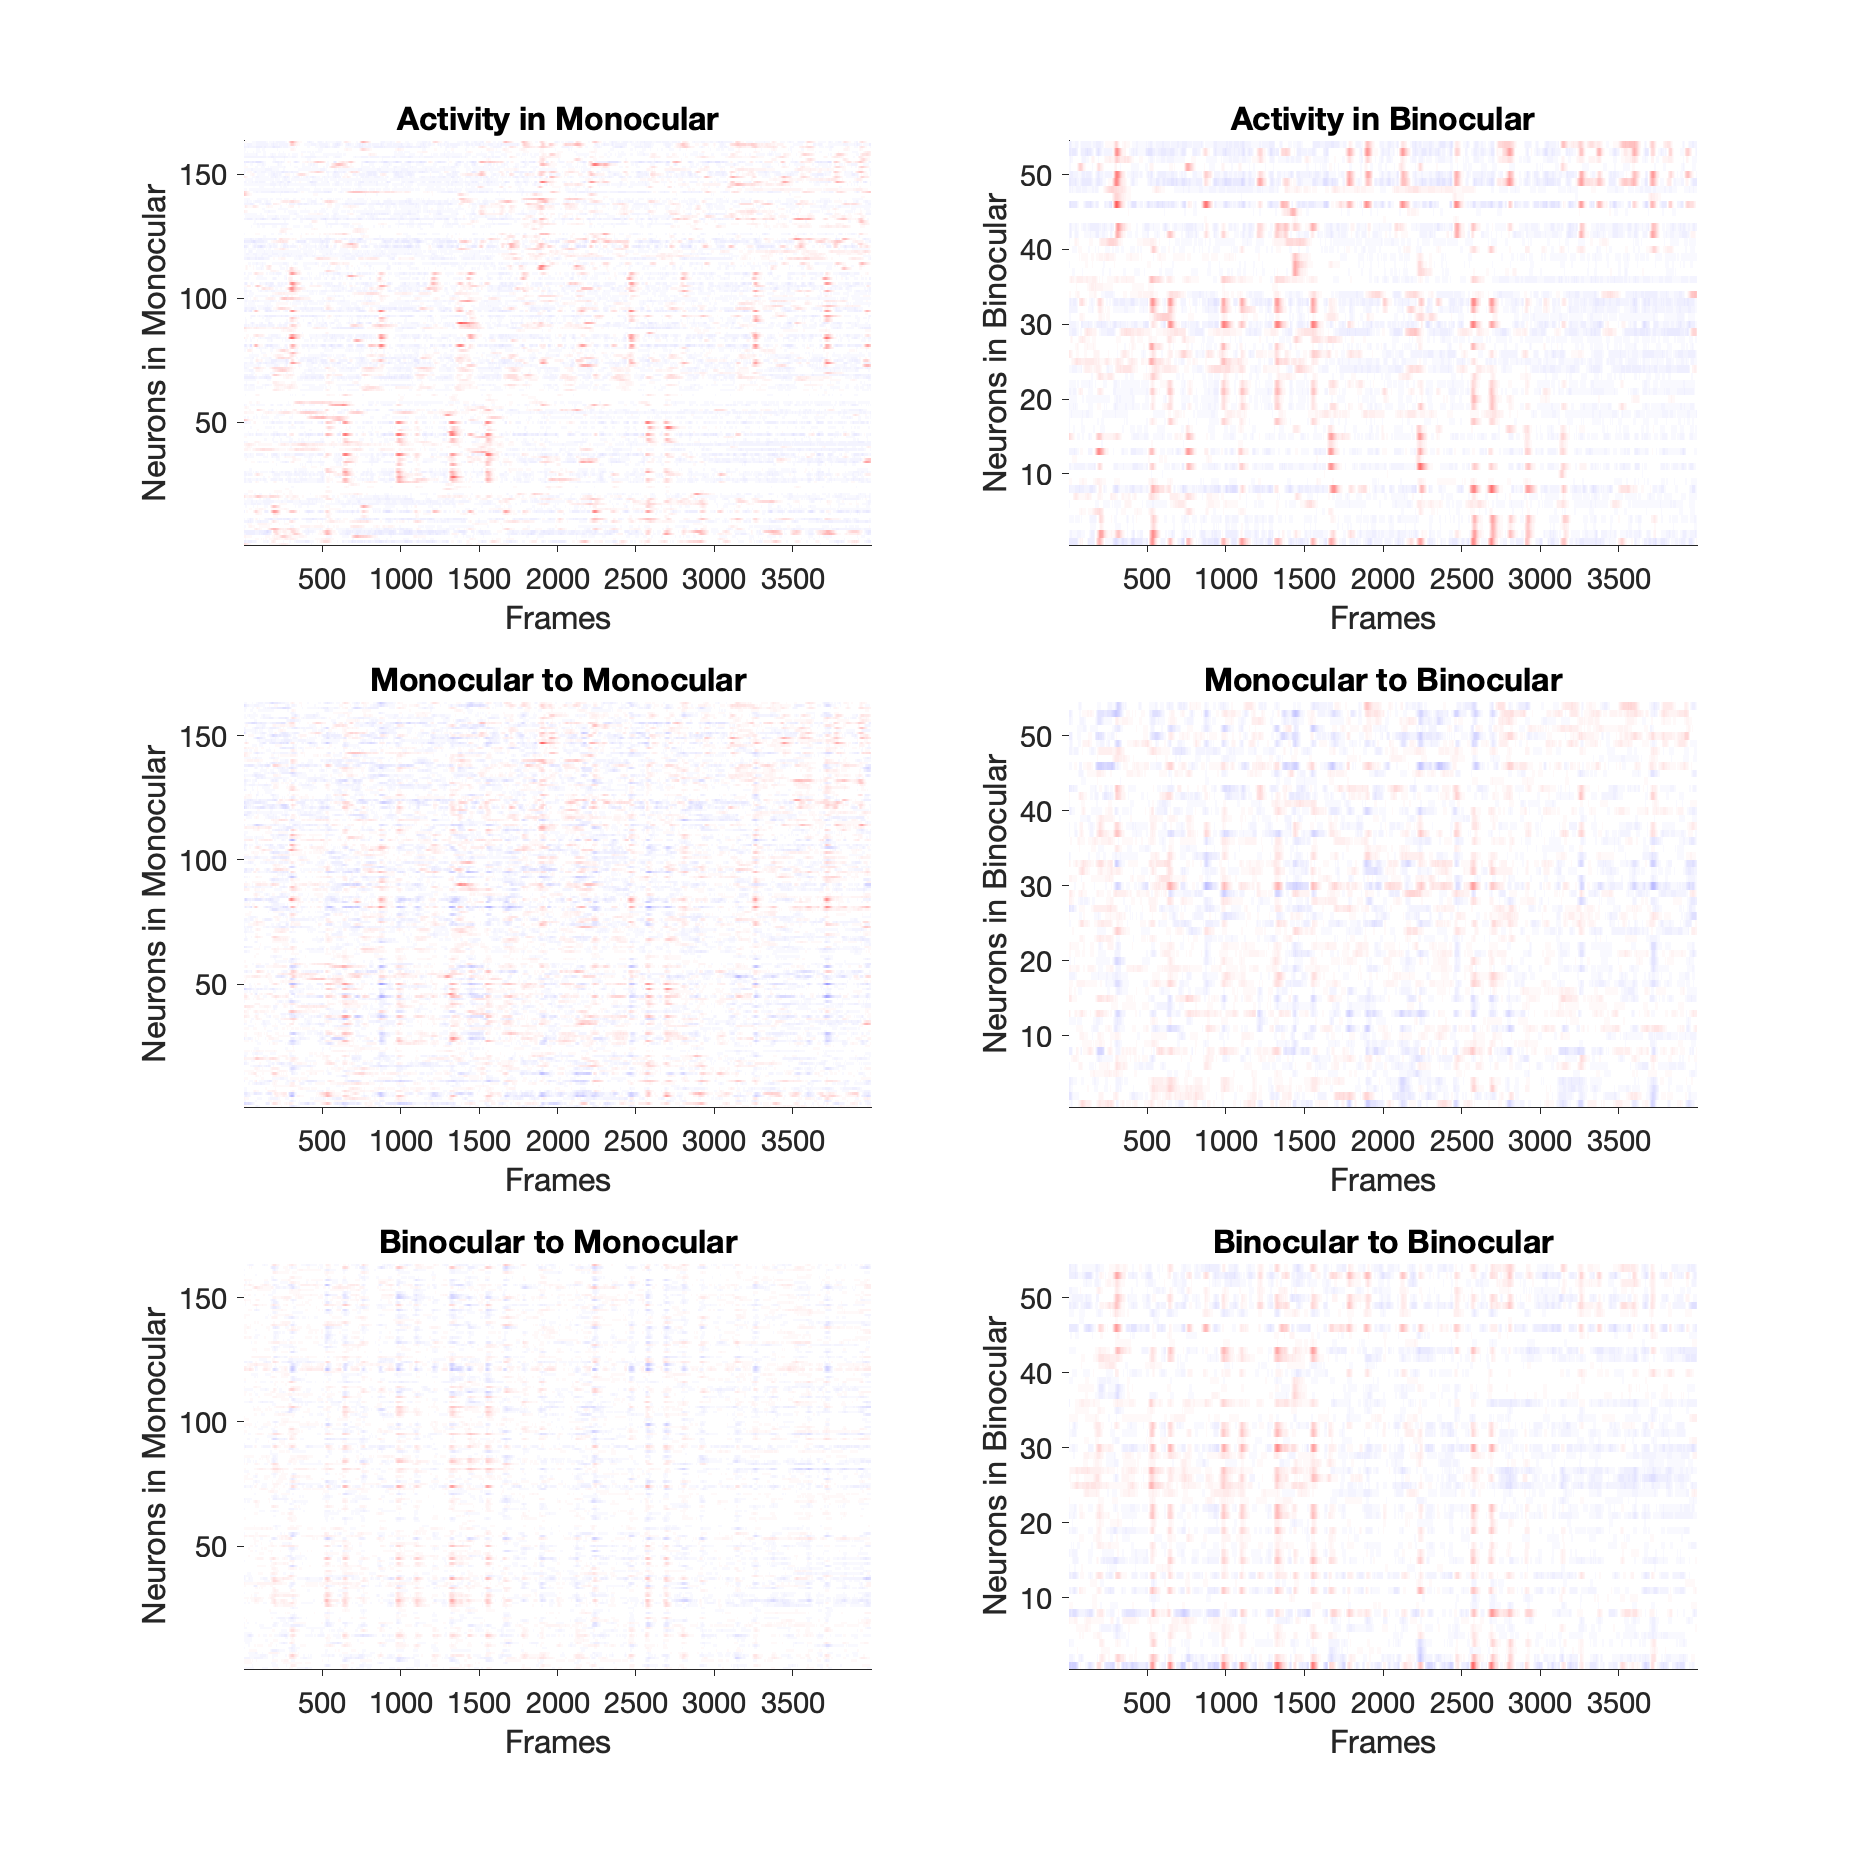 Activity in Monocular
Neurons in Monocular
150
100
50
500 1000 1500 2000 2500 3000 3500
Frames
Activity in Binocular
Neurons in Binocular
50
40
30
20
10
500 1000 1500 2000 2500 3000 3500
Frames
Monocular to Monocular
Neurons in Monocular
150
100
50
500 1000 1500 2000 2500 3000 3500
Frames
Monocular to Binocular
Neurons in Binocular
50
40
30
20
10
500 1000 1500 2000 2500 3000 3500
Frames
Binocular to Monocular
Neurons in Monocular
150
100
50
500 1000 1500 2000 2500 3000 3500
Frames
Binocular to Binocular
Neurons in Binocular
50
40
30
20
10
500 1000 1500 2000 2500 3000 3500
Frames